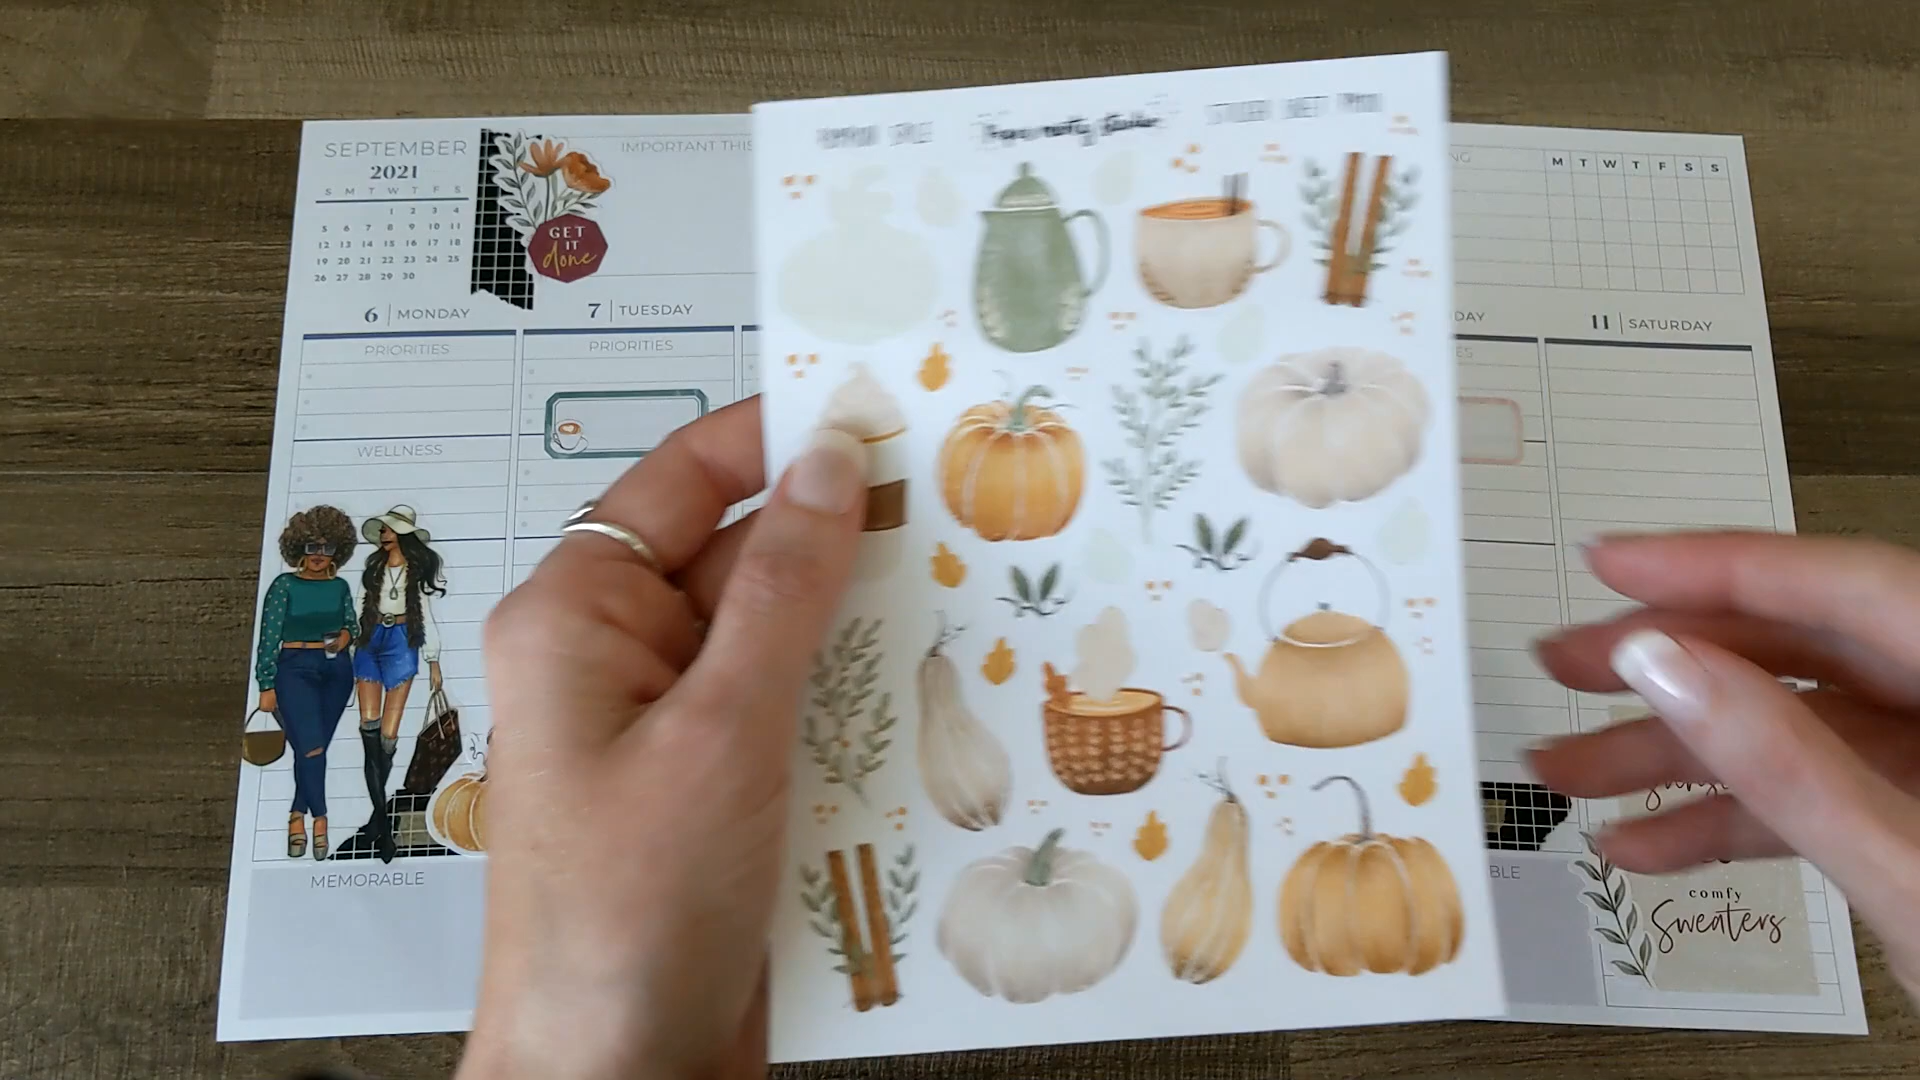 SEPTEMBER
2021
S M T W T F S
1 2 3 4
5 6 7 8 9 10 11
12 13 14 15 16 17 18
19 20 21 22 23 24 25
26 27 28 29 30
GET
IT
done
IMPORTANT THIS
M T W T F S S
6 MONDAY
7 TUESDAY
11 SATURDAY
PRIORITIES
PRIORITIES
WELLNESS
MEMORABLE
comfy
Sweaters